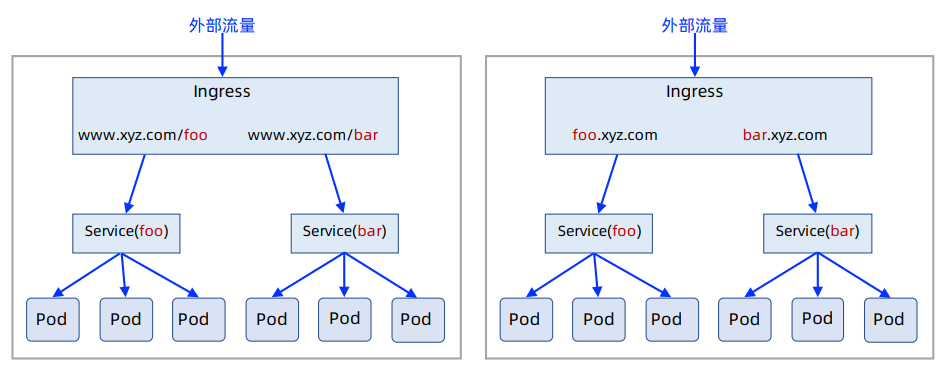 外部流量
Ingress
www.xyz.com/foo www.xyz.com/bar
Service(foo) Service(bar)
Pod Pod Pod Pod Pod Pod
外部流量
Ingress
foo.xyz.com bar.xyz.com
Service(foo) Service(bar)
Pod Pod Pod Pod Pod Pod